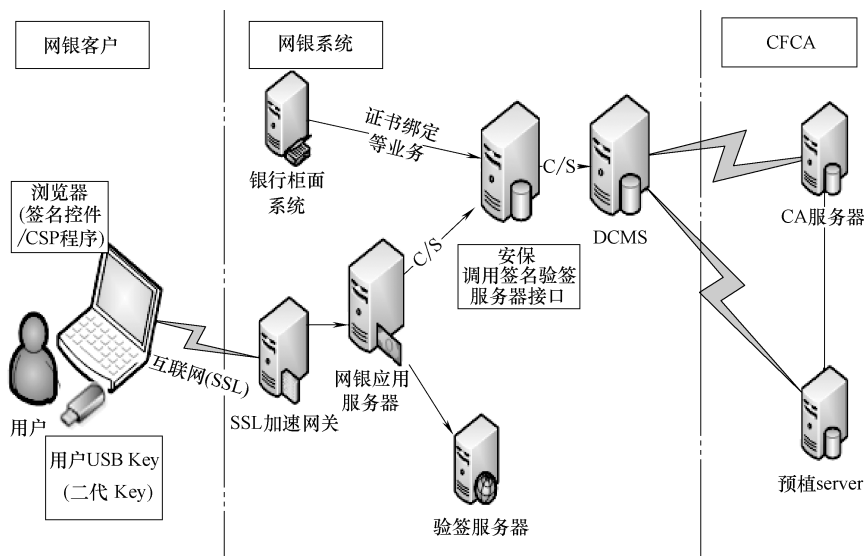 网银客户
网银系统
CFCA
证书绑定
等业务
银行柜面
系统
C/S
DCMS
CA服务器
浏览器
(签名控件
/CSP程序)
C/S
安保
调用签名验签
服务器接口
互联网(SSL)
用户
SSL加速网关
网银应用
服务器
用户USB Key
(二代 Key)
验签服务器
预植server